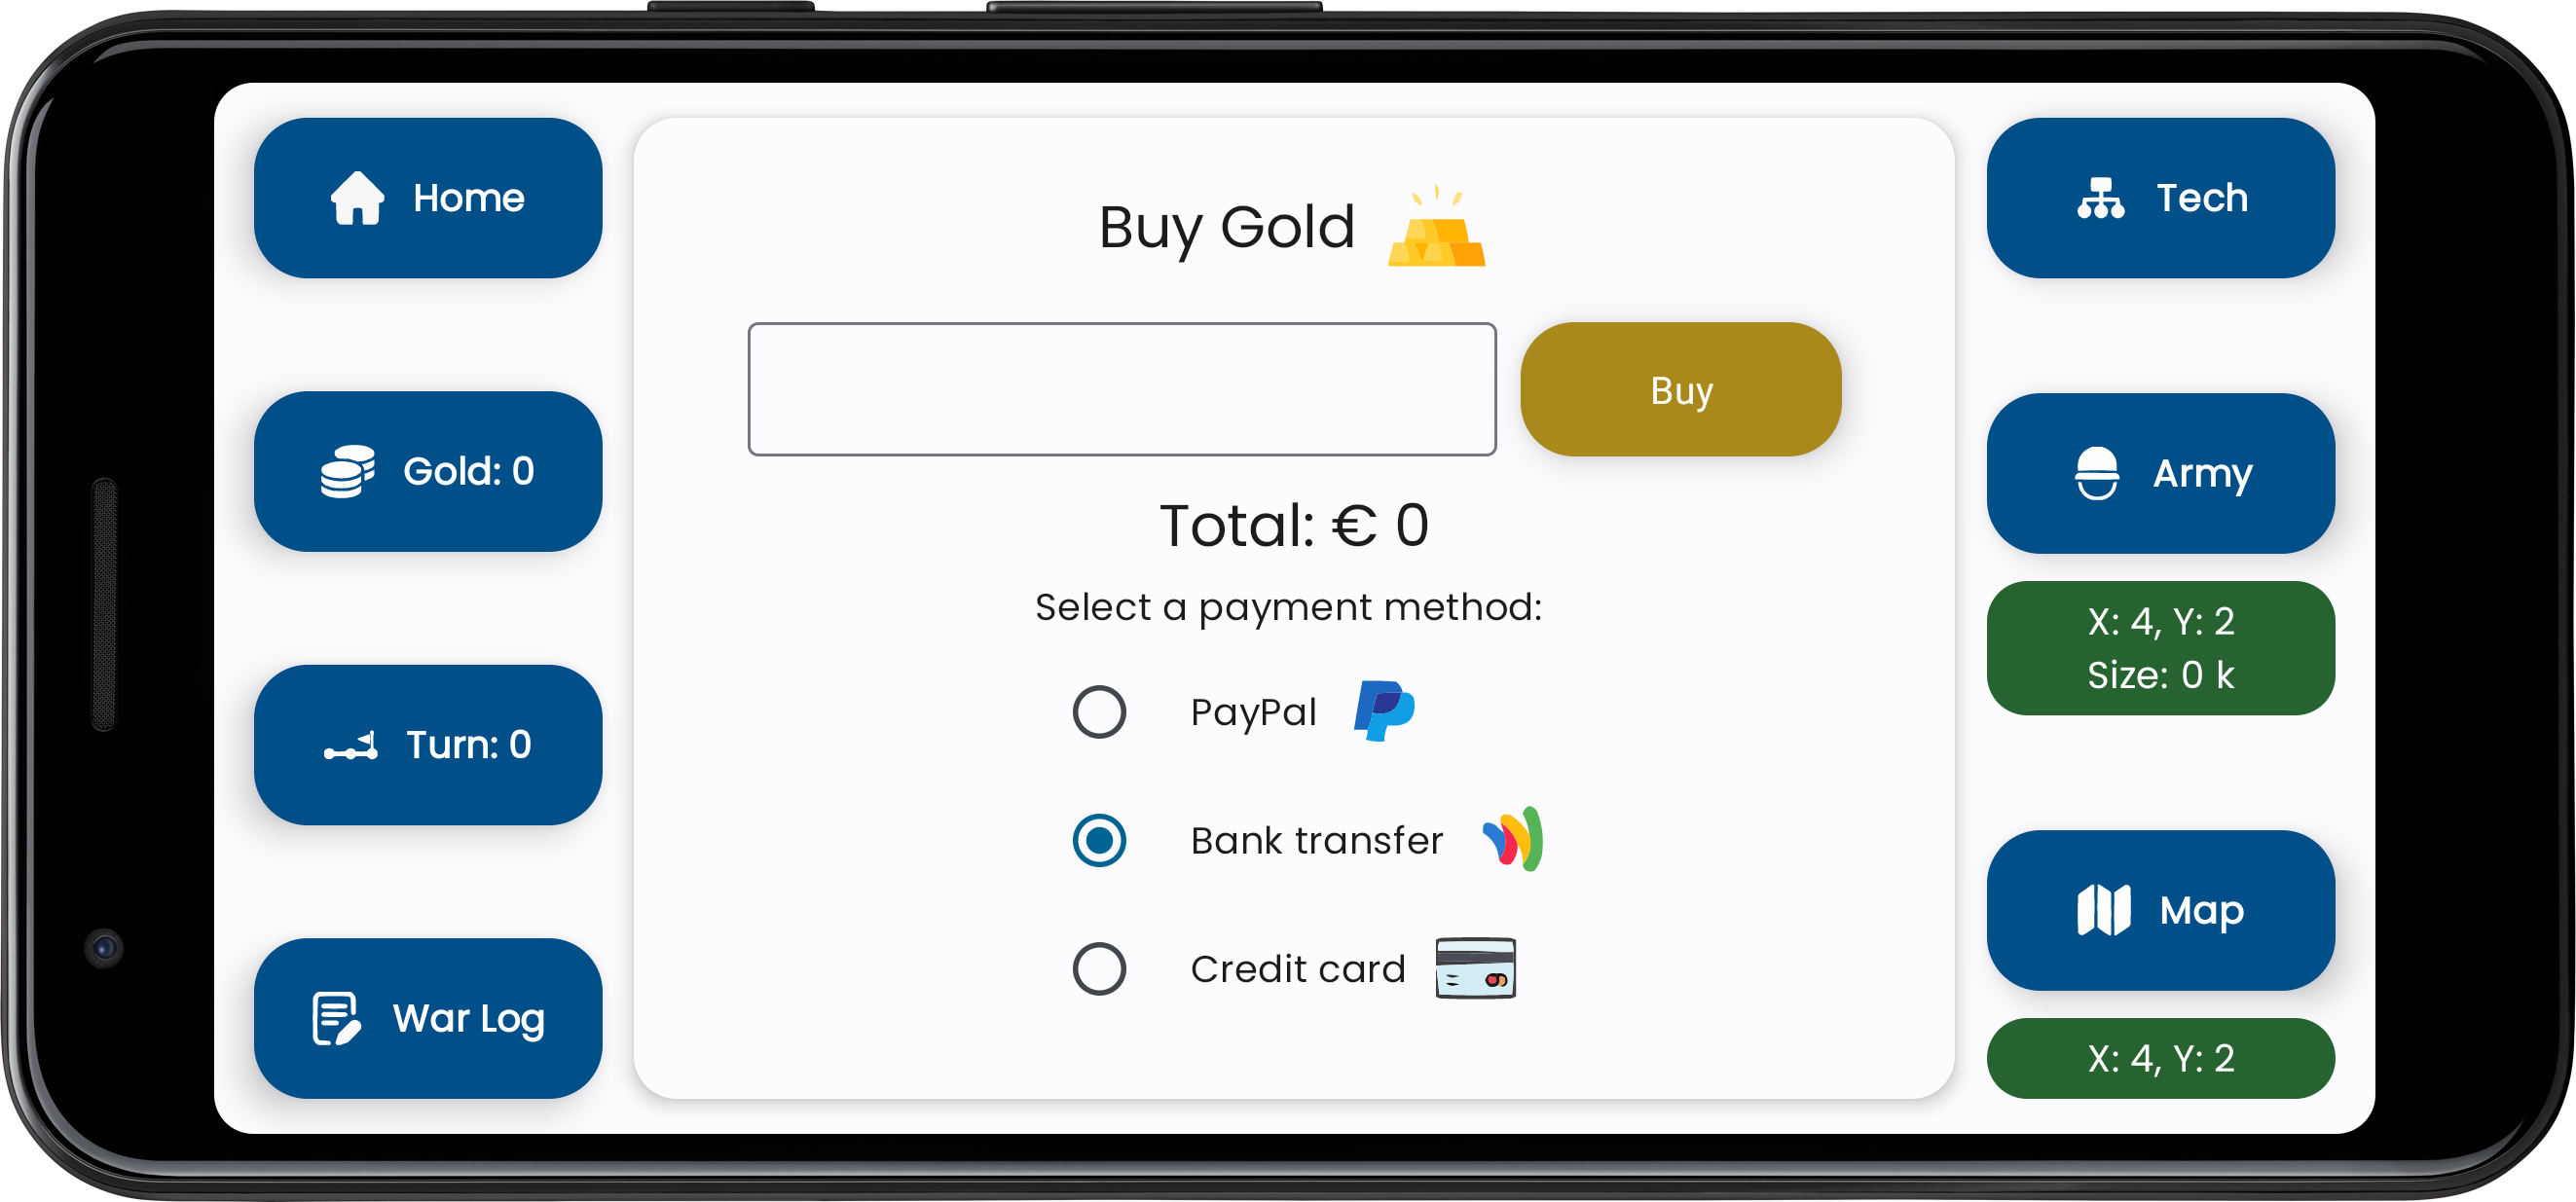 Home
Gold: 0
Turn: 0
War Log
Buy Gold
Buy
Total: € 0
Select a payment method:
PayPal
Bank transfer
Credit card
Tech
Army
X: 4, Y: 2
Size: 0 k
Map
X: 4, Y: 2